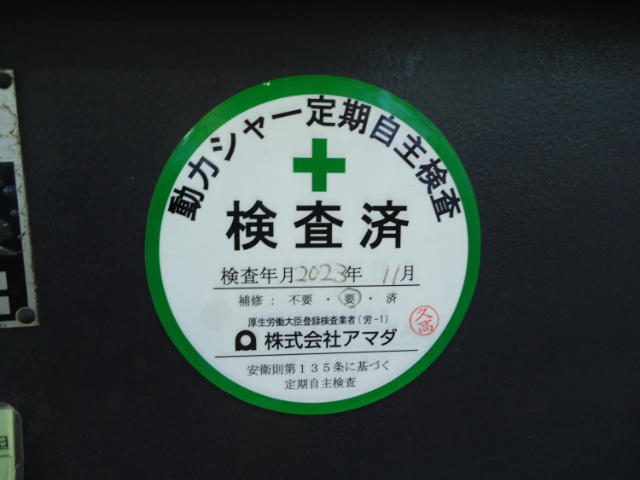 動力シャー定期自主検査
検査済
検査年月2023年 11月
補修： 不要 ・ 要 ・ 済
厚生労働大臣登録検査業者(労-1)
株式会社アマダ
久高
安衛則第１３５条に基づく
定期自主検査